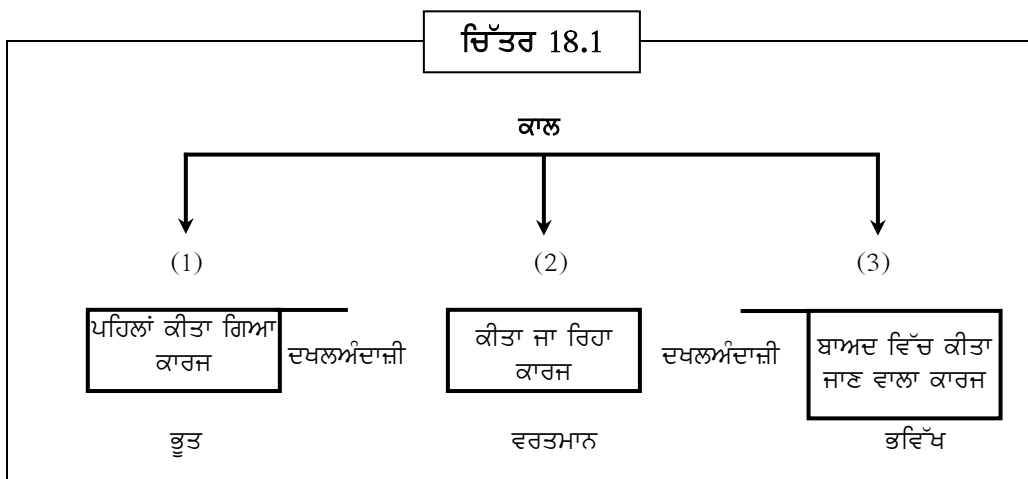 ਚਿੱਤਰ 18.1
ਕਾਲ
(1) (2) (3)
ਪਹਿਲਾਂ ਕੀਤਾ ਗਿਆ
ਕਾਰਜ
ਦਖਲਅੰਦਾਜ਼ੀ
ਕੀਤਾ ਜਾ ਰਿਹਾ
ਕਾਰਜ
ਦਖਲਅੰਦਾਜ਼ੀ
ਬਾਅਦ ਵਿੱਚ ਕੀਤਾ
ਜਾਣ ਵਾਲਾ ਕਾਰਜ
ਭੂਤ ਵਰਤਮਾਨ ਭਵਿੱਖ